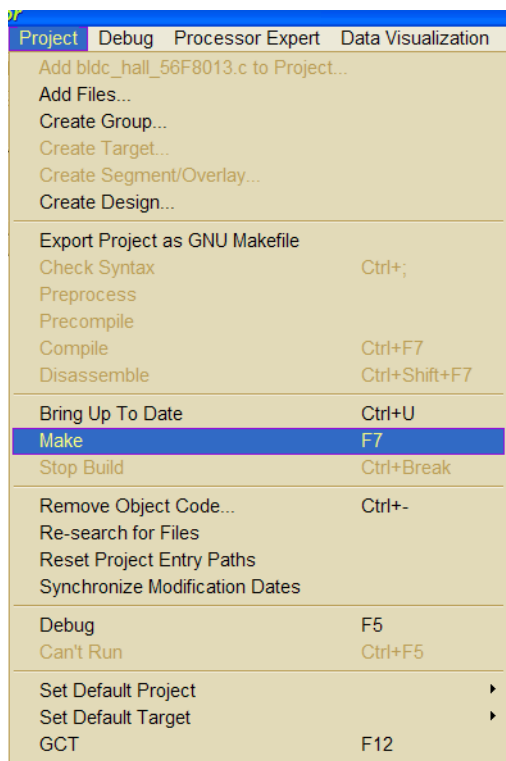 or
Project Debug Processor Expert Data Visualization
Add bldc_hall_56F8013.c to Project...
Add Files...
Create Group...
Create Target...
Create Segment/Overlay...
Create Design...
Export Project as GNU Makefile
Check Syntax Ctrl+;
Preprocess
Precompile
Compile Ctrl+F7
Disassemble Ctrl+Shift+F7
Bring Up To Date Ctrl+U
Make F7
Stop Build Ctrl+Break
Remove Object Code... Ctrl+-
Re-search for Files
Reset Project Entry Paths
Synchronize Modification Dates
Debug F5
Can't Run Ctrl+F5
Set Default Project
Set Default Target
GCT F12